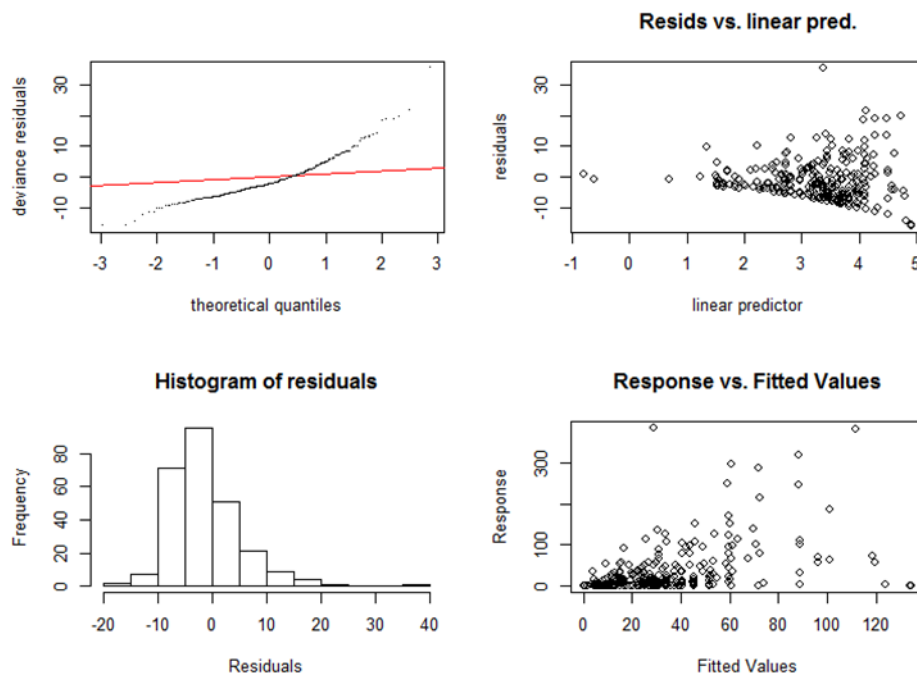 deviance residuals
30
10
0
-10
-3 -2 -1 0 1 2 3
theoretical quantiles
Resids vs. linear pred.
residuals
30
10
0
-10
-1 0 1 2 3 4 5
linear predictor
Histogram of residuals
Frequency
80
60
40
20
0
-20 -10 0 10 20 30 40
Residuals
Response vs. Fitted Values
Response
300
100
0
0 20 40 60 80 100 120
Fitted Values